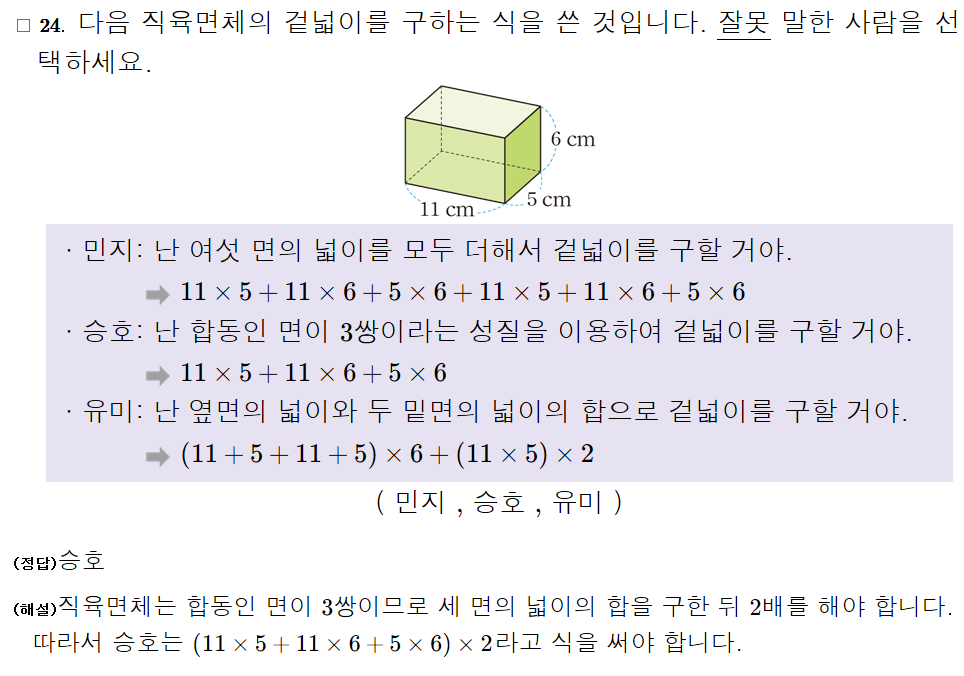 □ 24. 다음 직육면체의 겉넓이를 구하는 식을 쓴 것입니다. 잘못 말한 사람을 선
택하세요.
6 cm
5 cm
11 cm
· 민지: 난 여섯 면의 넓이를 모두 더해서 겉넓이를 구할 거야.
➡ 11 × 5 + 11 × 6 + 5 × 6 + 11 × 5 + 11 × 6 + 5 × 6
· 승호: 난 합동인 면이 3쌍이라는 성질을 이용하여 겉넓이를 구할 거야.
➡ 11 × 5 + 11 × 6 + 5 × 6
· 유미: 난 옆면의 넓이와 두 밑면의 넓이의 합으로 겉넓이를 구할 거야.
➡ (11 + 5 + 11 + 5) × 6 + (11 × 5) × 2
( 민지 , 승호 , 유미 )
(정답)승호
(해설)직육면체는 합동인 면이 3쌍이므로 세 면의 넓이의 합을 구한 뒤 2배를 해야 합니다.
따라서 승호는 (11 × 5 + 11 × 6 + 5 × 6) × 2라고 식을 써야 합니다.